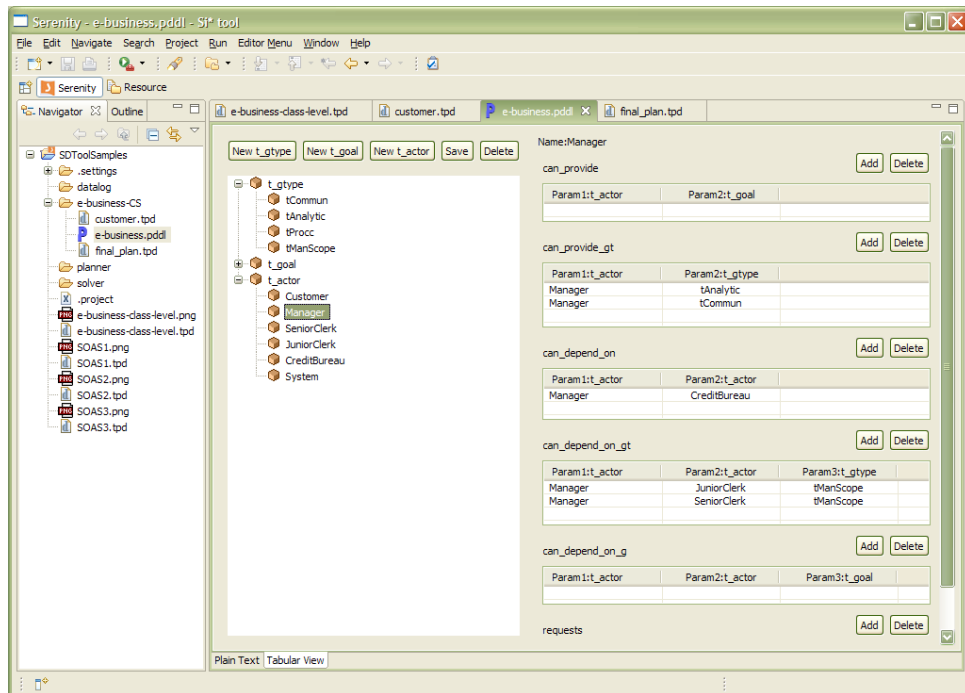 Serenity - e-business.pddl - Si* tool
File Edit Navigate Search Project Run Editor Menu Window Help
Serenity Resource
Navigator Outline
SDToolSamples
.settings
datalog
e-business-CS
customer.tpd
e-business.pddl
final_plan.tpd
planner
solver
.project
e-business-class-level.png
e-business-class-level.tpd
SOAS1.png
SOAS1.tpd
SOAS2.png
SOAS2.tpd
SOAS3.png
SOAS3.tpd
e-business-class-level.tpd customer.tpd e-business.pddl final_plan.tpd
New t_gtype New t_goal New t_actor Save Delete
t_gtype
tCommun
tAnalytic
tProcc
tManScope
t_goal
t_actor
Customer
Manager
SeniorClerk
JuniorClerk
CreditBureau
System
Name:Manager
can_provide Add Delete
Param1:t_actor Param2:t_goal
can_provide_gt Add Delete
Param1:t_actor Param2:t_gtype
Manager tAnalytic
Manager tCommun
can_depend_on Add Delete
Param1:t_actor Param2:t_actor
Manager CreditBureau
can_depend_on_gt Add Delete
Param1:t_actor Param2:t_actor Param3:t_gtype
Manager JuniorClerk tManScope
Manager SeniorClerk tManScope
can_depend_on_g Add Delete
Param1:t_actor Param2:t_actor Param3:t_goal
requests Add Delete
Plain Text Tabular View